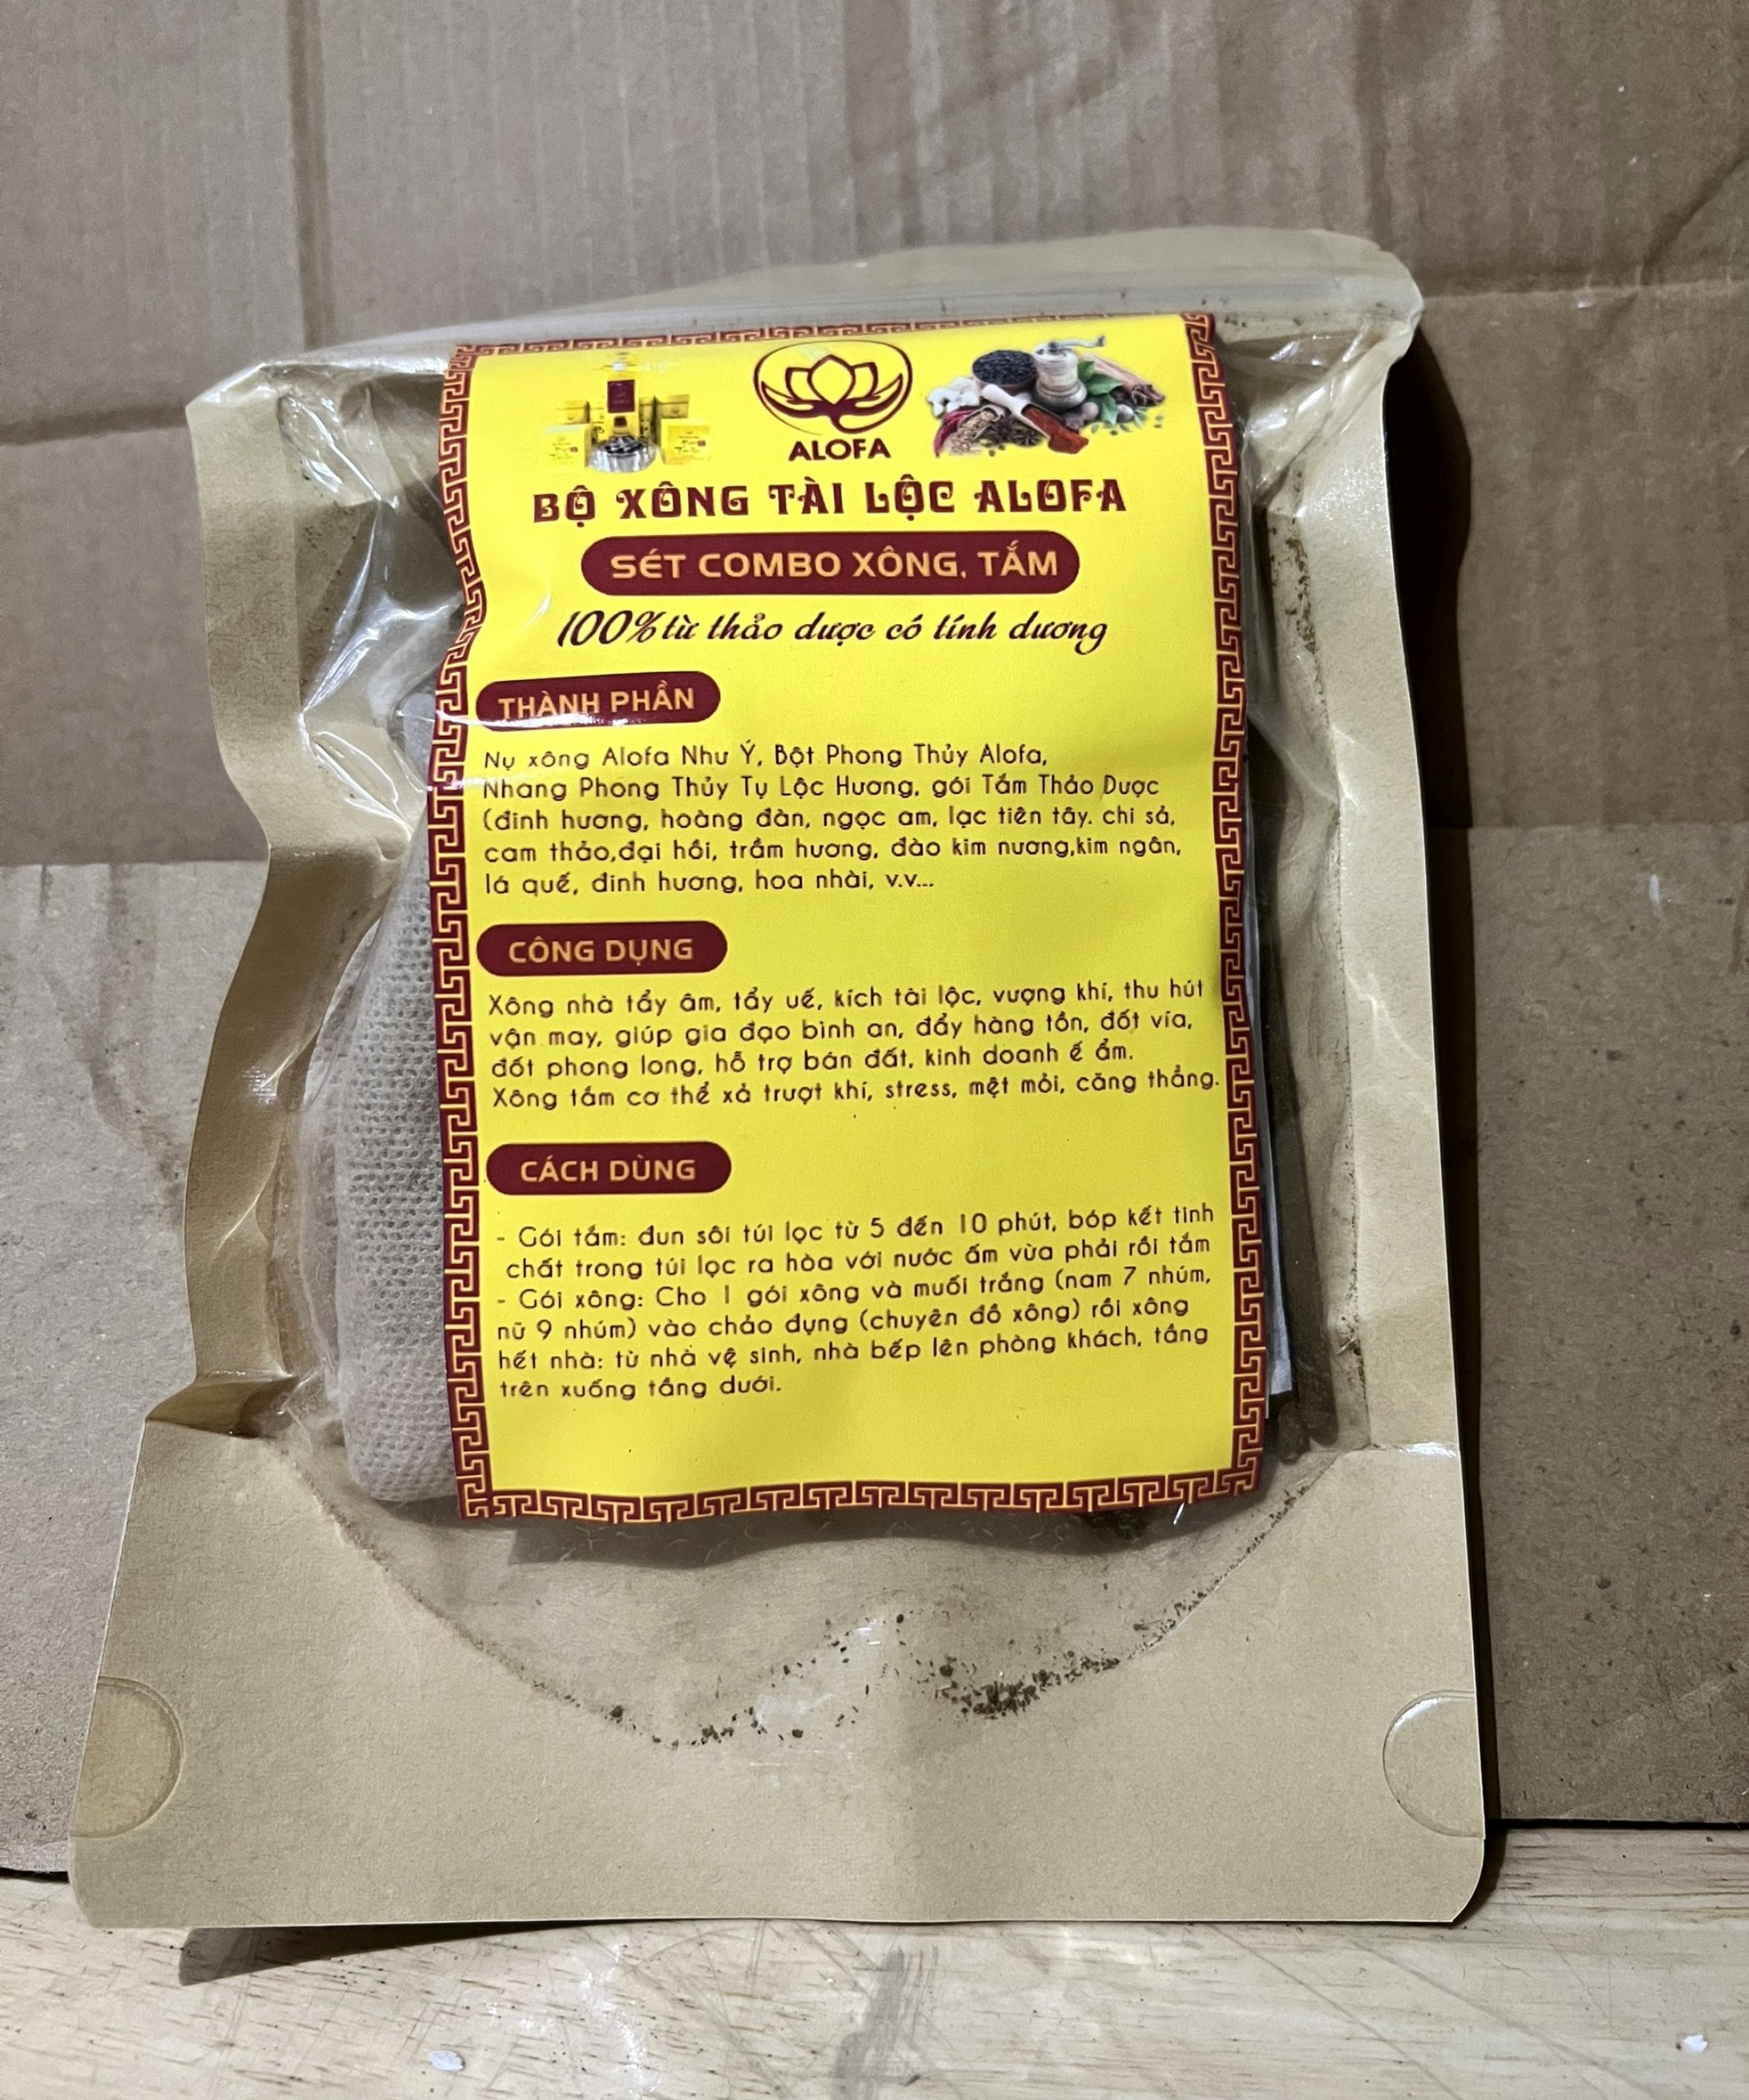 ALOFA
BỘ XÔNG TÀI LỘC ALOFA
SÉT COMBO XÔNG, TẮM
100% từ thảo dược có tính dương
THÀNH PHẦN
Nụ xông Alofa Như Ý, Bột Phong Thủy Alofa,
Nhang Phong Thủy Tụ Lộc Hương, gói Tắm Thảo Dược
(đinh hương, hoàng đàn, ngọc am, lạc tiên tây. chi sả,
cam thảo,đại hồi, trầm hương, đào kim nương,kim ngân,
lá quế, đinh hương, hoa nhài, v.v...
CÔNG DỤNG
Xông nhà tẩy âm, tẩy uế, kích tài lộc, vượng khí, thu hút
vận may, giúp gia đạo bình an, đẩy hàng tồn, đốt vía,
đốt phong long, hỗ trợ bán đất, kinh doanh ế ẩm.
Xông tắm cơ thể xả trượt khí, stress, mệt mỏi, căng thẳng.
CÁCH DÙNG
- Gói tắm: đun sôi túi lọc từ 5 đến 10 phút, bóp kết tinh
chất trong túi lọc ra hòa với nước ấm vừa phải rồi tắm
- Gói xông: Cho 1 gói xông và muối trắng (nam 7 nhúm,
nữ 9 nhúm) vào chảo đựng (chuyên đồ xông) rồi xông
hết nhà: từ nhà vệ sinh, nhà bếp lên phòng khách, tầng
trên xuống tầng dưới.